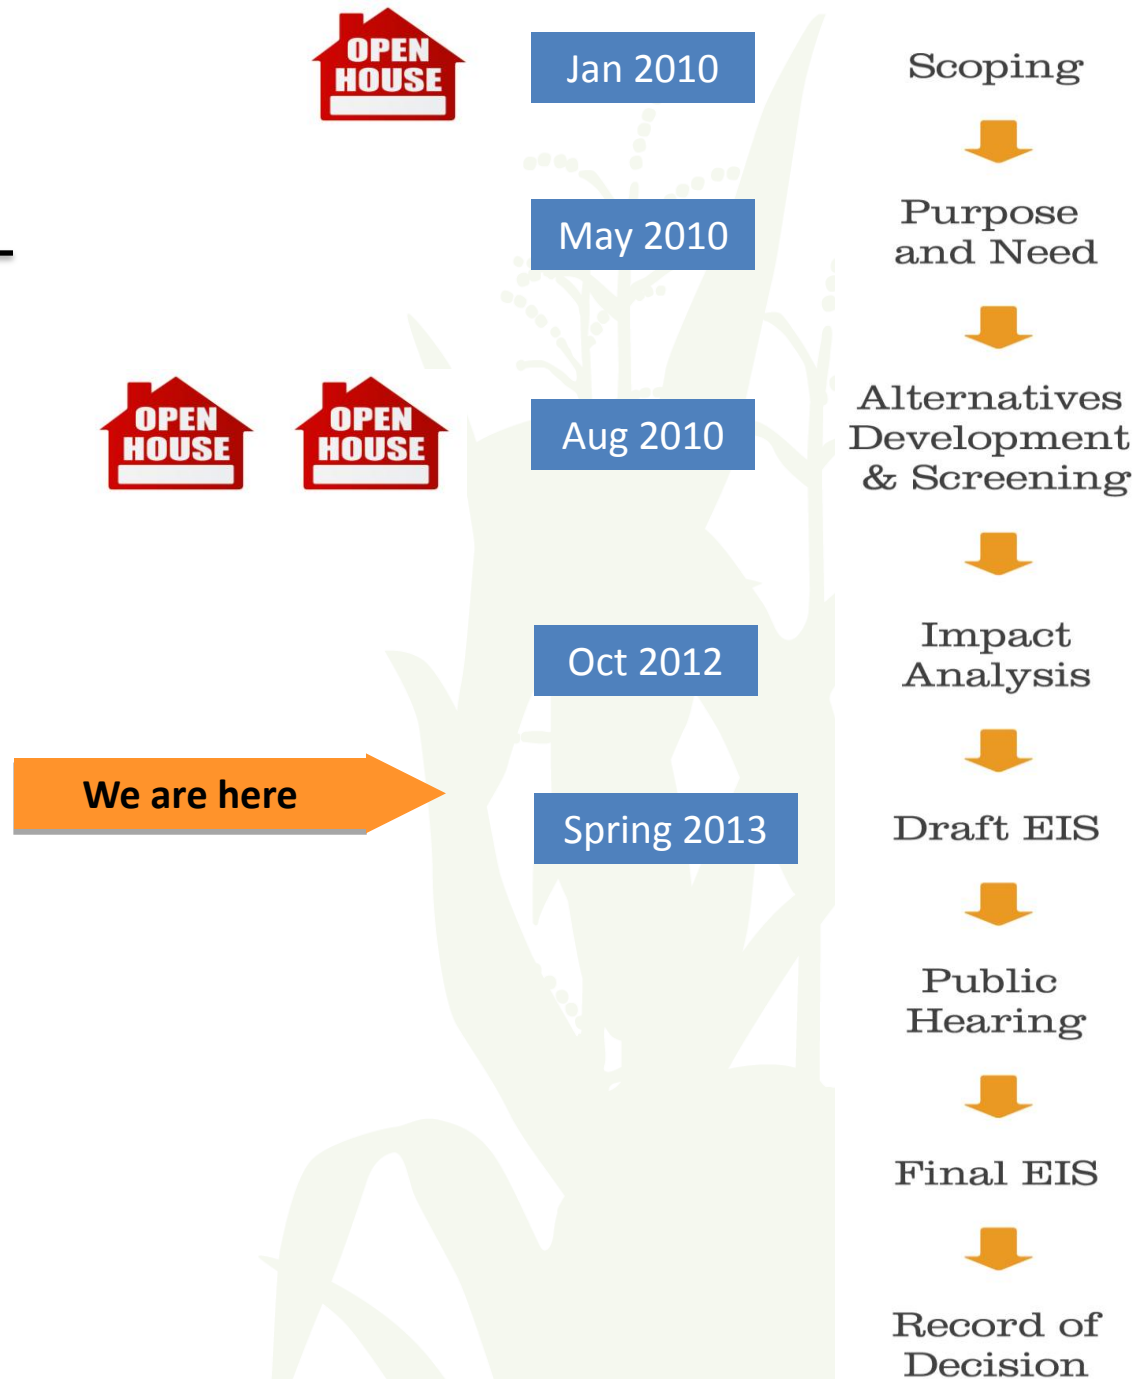 OPEN
HOUSE
Jan 2010
Scoping
May 2010
Purpose
and Need
OPEN
HOUSE
OPEN
HOUSE
Aug 2010
Alternatives
Development
& Screening
Oct 2012
Impact
Analysis
We are here
Spring 2013
Draft EIS
Public
Hearing
Final EIS
Record of
Decision